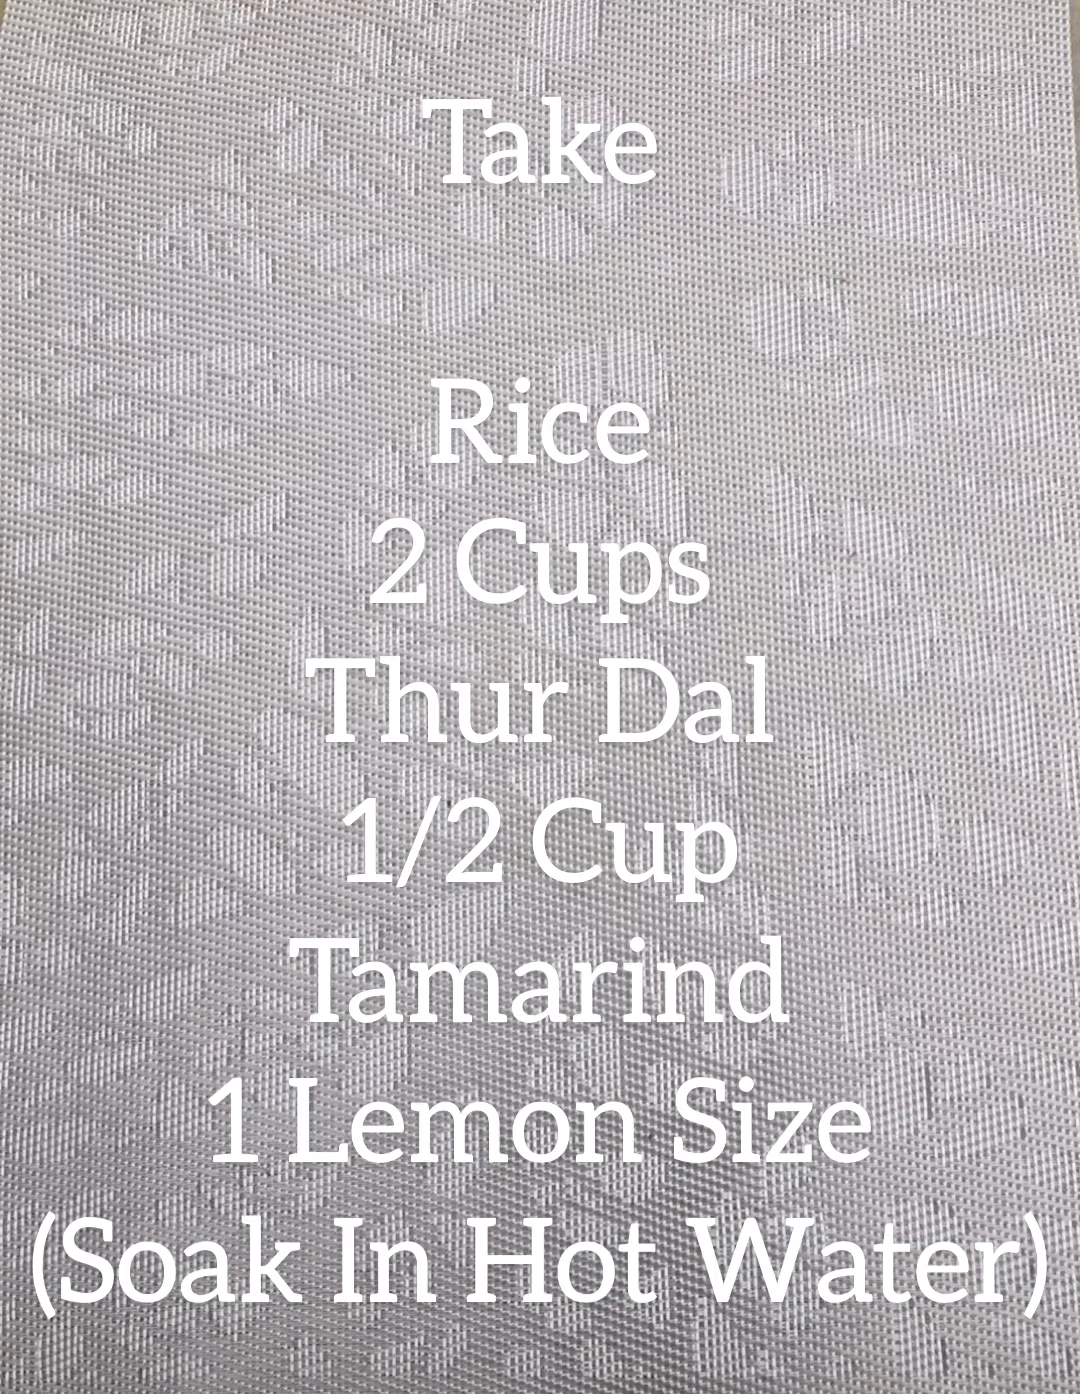 Take
Rice
2 Cups
Thur Dal
1/2 Cup
Tamarind
1 Lemon Size
(Soak In Hot Water)